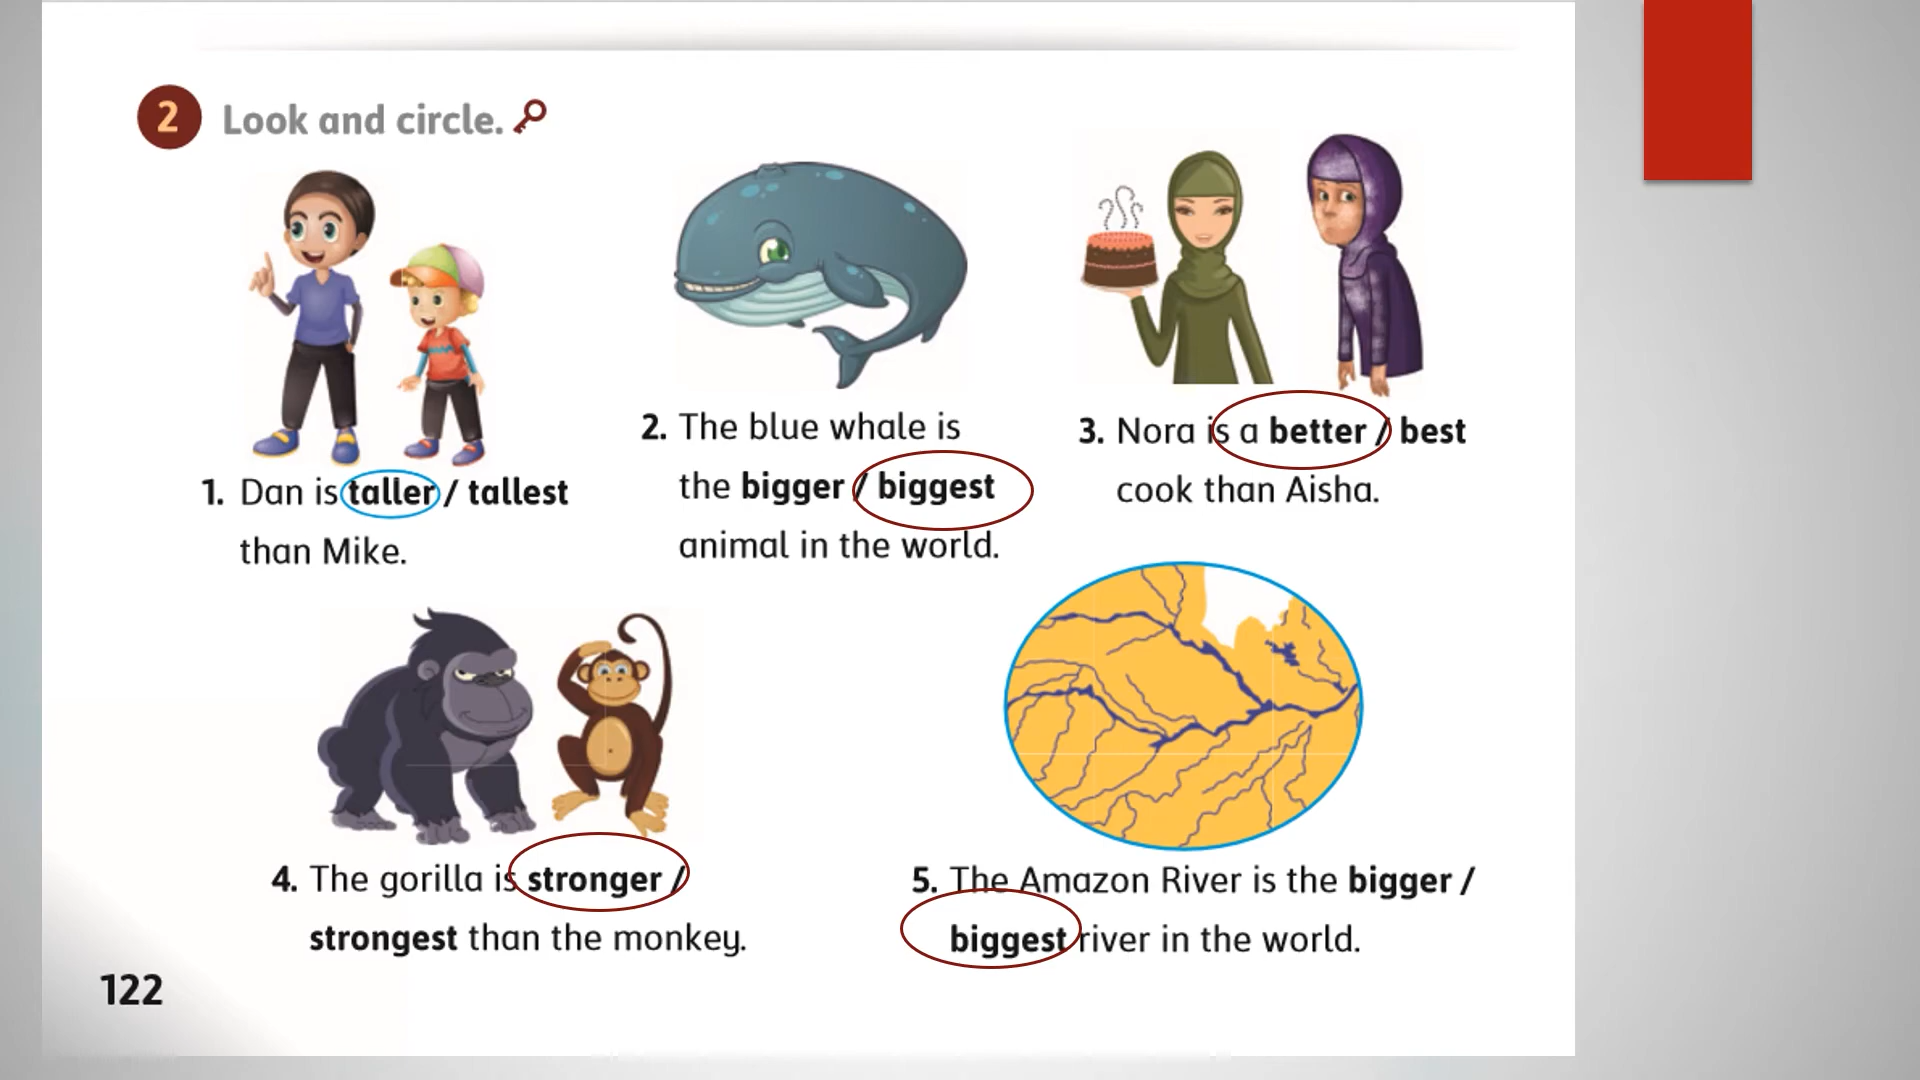 2 Look and circle.
1. Dan is taller / tallest
than Mike.
2. The blue whale is
the bigger / biggest
animal in the world.
3. Nora is a better / best
cook than Aisha.
4. The gorilla is stronger /
strongest than the monkey.
5. The Amazon River is the bigger /
biggest river in the world.
122